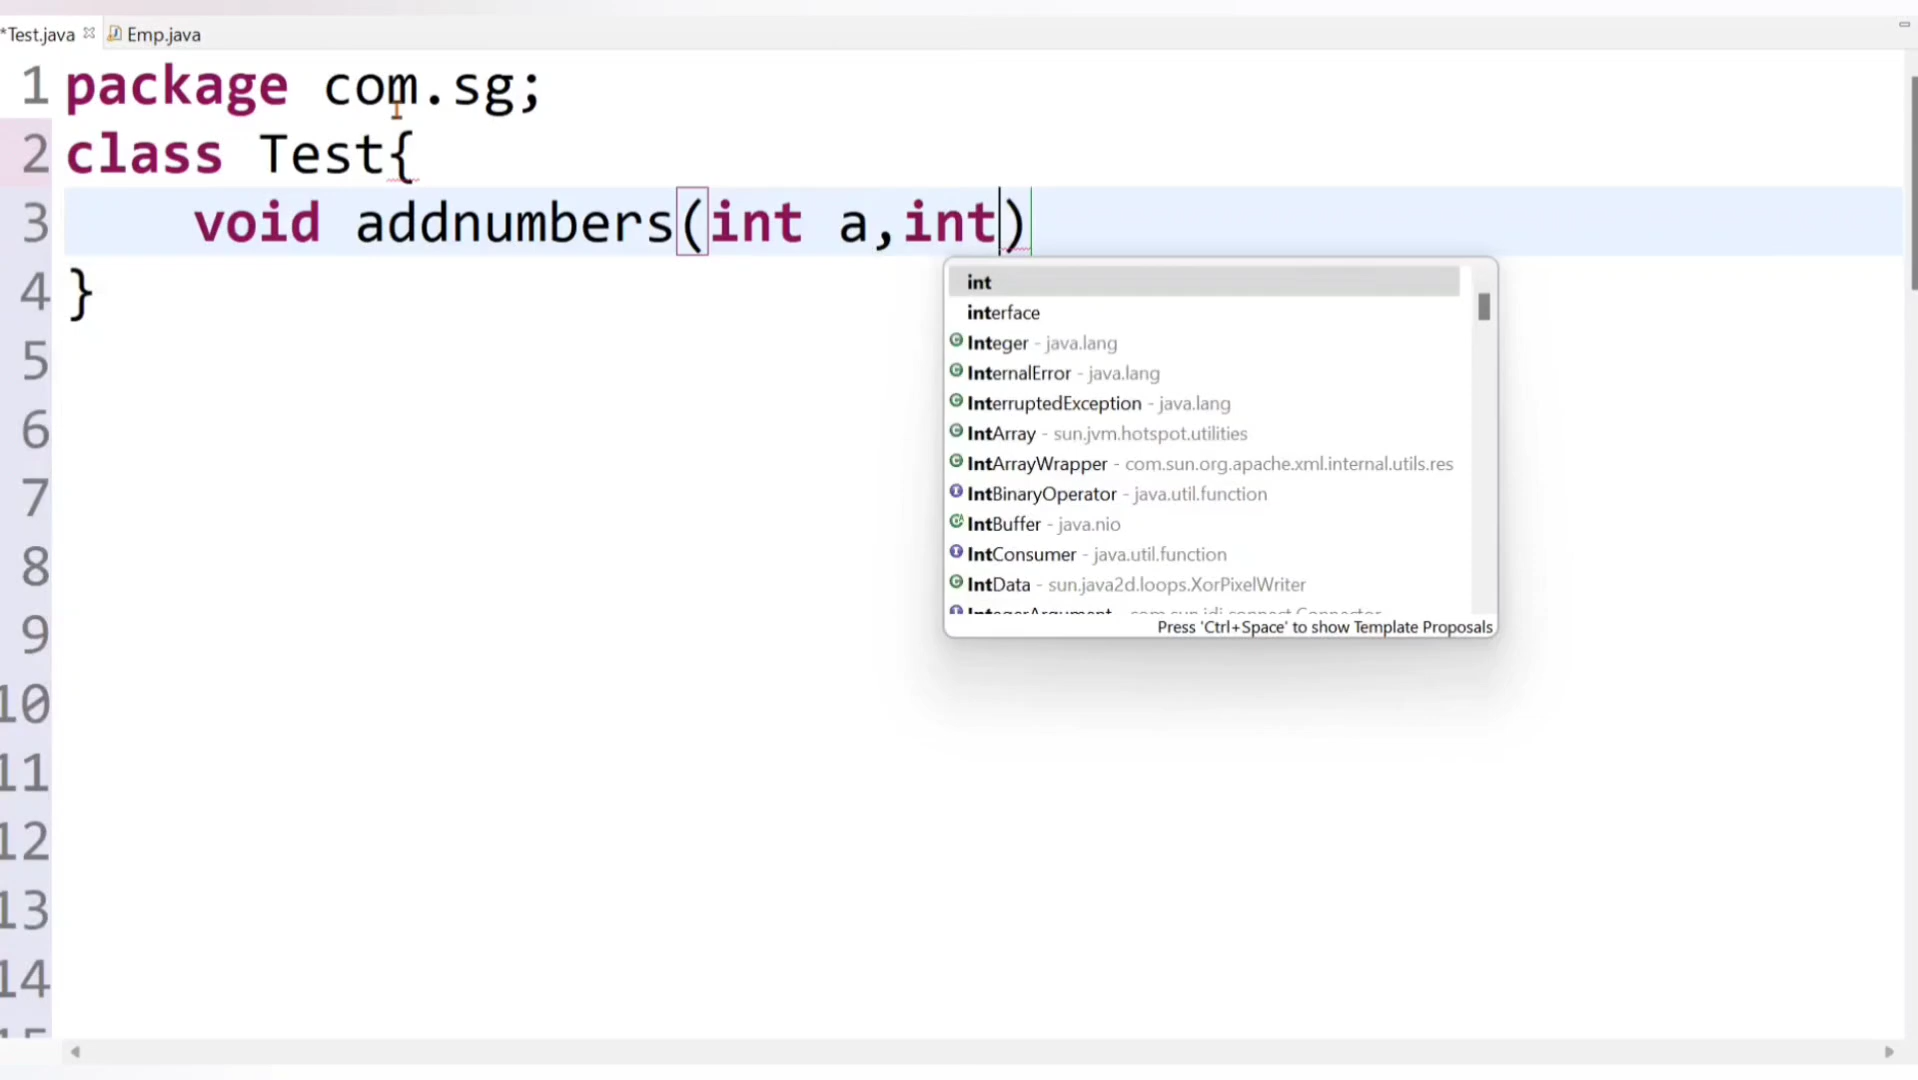 *Test.java Emp.java
1 package com.sg;
2 class Test{
3 void addnumbers(int a,int)
4 }
5
6
7
8
9
10
11
12
13
14
int
interface
Integer - java.lang
InternalError - java.lang
InterruptedException - java.lang
IntArray - sun.jvm.hotspot.utilities
IntArrayWrapper - com.sun.org.apache.xml.internal.utils.res
IntBinaryOperator - java.util.function
IntBuffer - java.nio
IntConsumer - java.util.function
IntData - sun.java2d.loops.XorPixelWriter
Press 'Ctrl+Space' to show Template Proposals